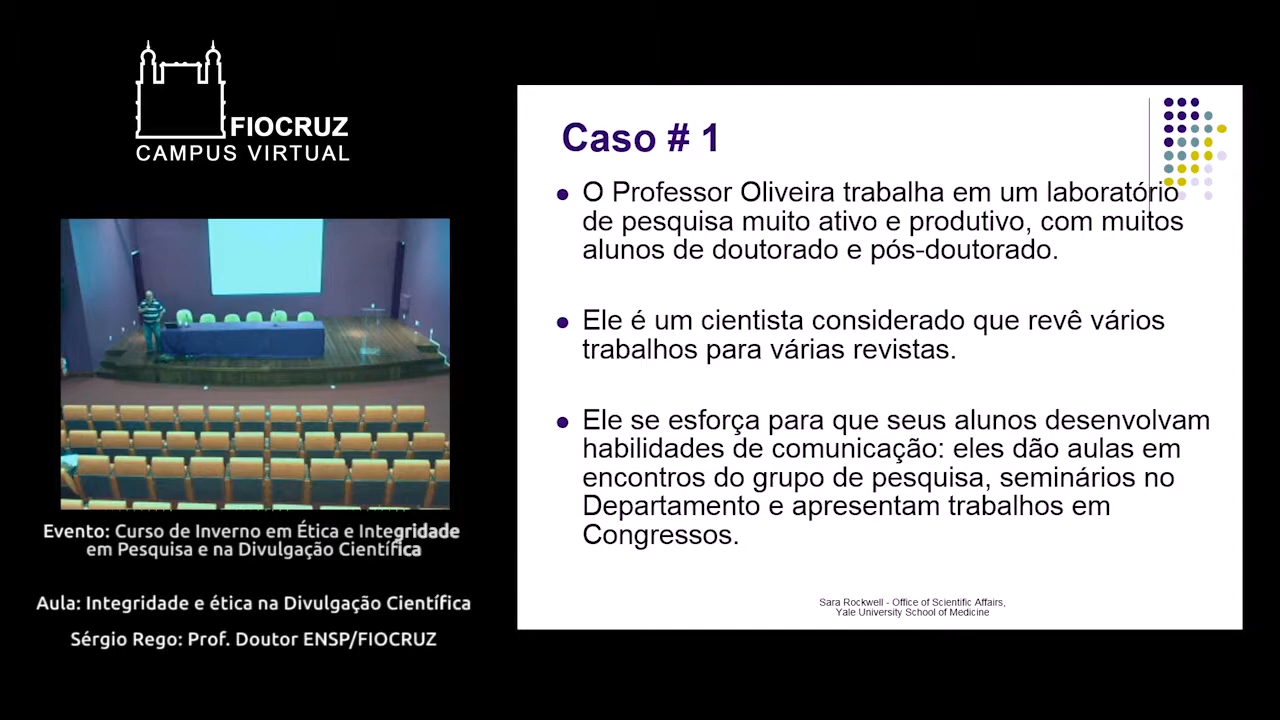 FIOCRUZ
CAMPUS VIRTUAL
Evento: Curso de Inverno em Ética e Integridade
em Pesquisa e na Divulgação Científica
Aula: Integridade e ética na Divulgação Científica
Sérgio Rego: Prof. Doutor ENSP/FIOCRUZ
Caso # 1
O Professor Oliveira trabalha em um laboratório
de pesquisa muito ativo e produtivo, com muitos
alunos de doutorado e pós-doutorado.
Ele é um cientista considerado que revê vários
trabalhos para várias revistas.
Ele se esforça para que seus alunos desenvolvam
habilidades de comunicação: eles dão aulas em
encontros do grupo de pesquisa, seminários no
Departamento e apresentam trabalhos em
Congressos.
Sara Rockwell - Office of Scientific Affairs,
Yale University School of Medicine